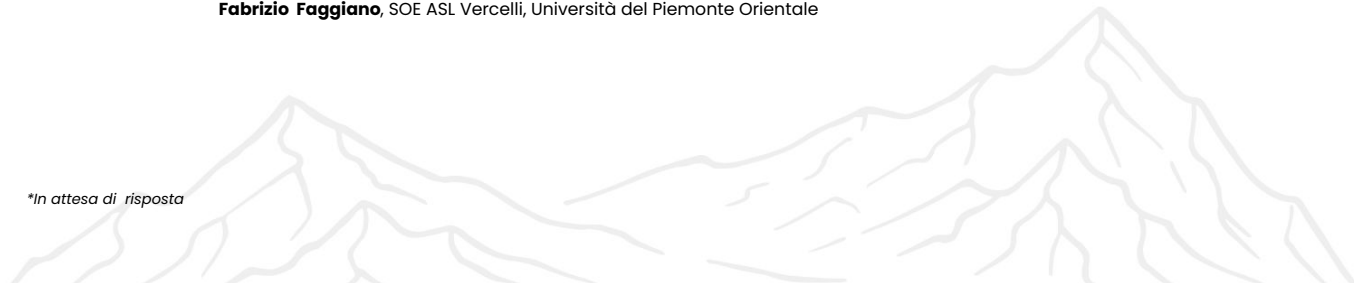 Fabrizio Faggiano, SOE ASL Vercelli, Università del Piemonte Orientale
*In attesa di risposta